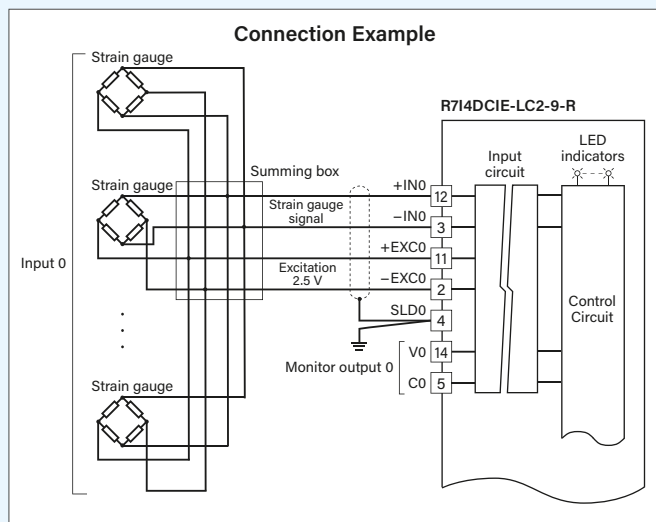 Connection Example
Strain gauge
R7I4DCIE-LC2-9-R
Input
circuit
LED
indicators
Summing box
Strain gauge
Strain gauge
signal
+IN0
12
−IN0
3
+EXC0
11
Input 0
Excitation
2.5 V
−EXC0
2
SLD0
4
Control
Circuit
Monitor output 0
V0
14
C0
5
Strain gauge